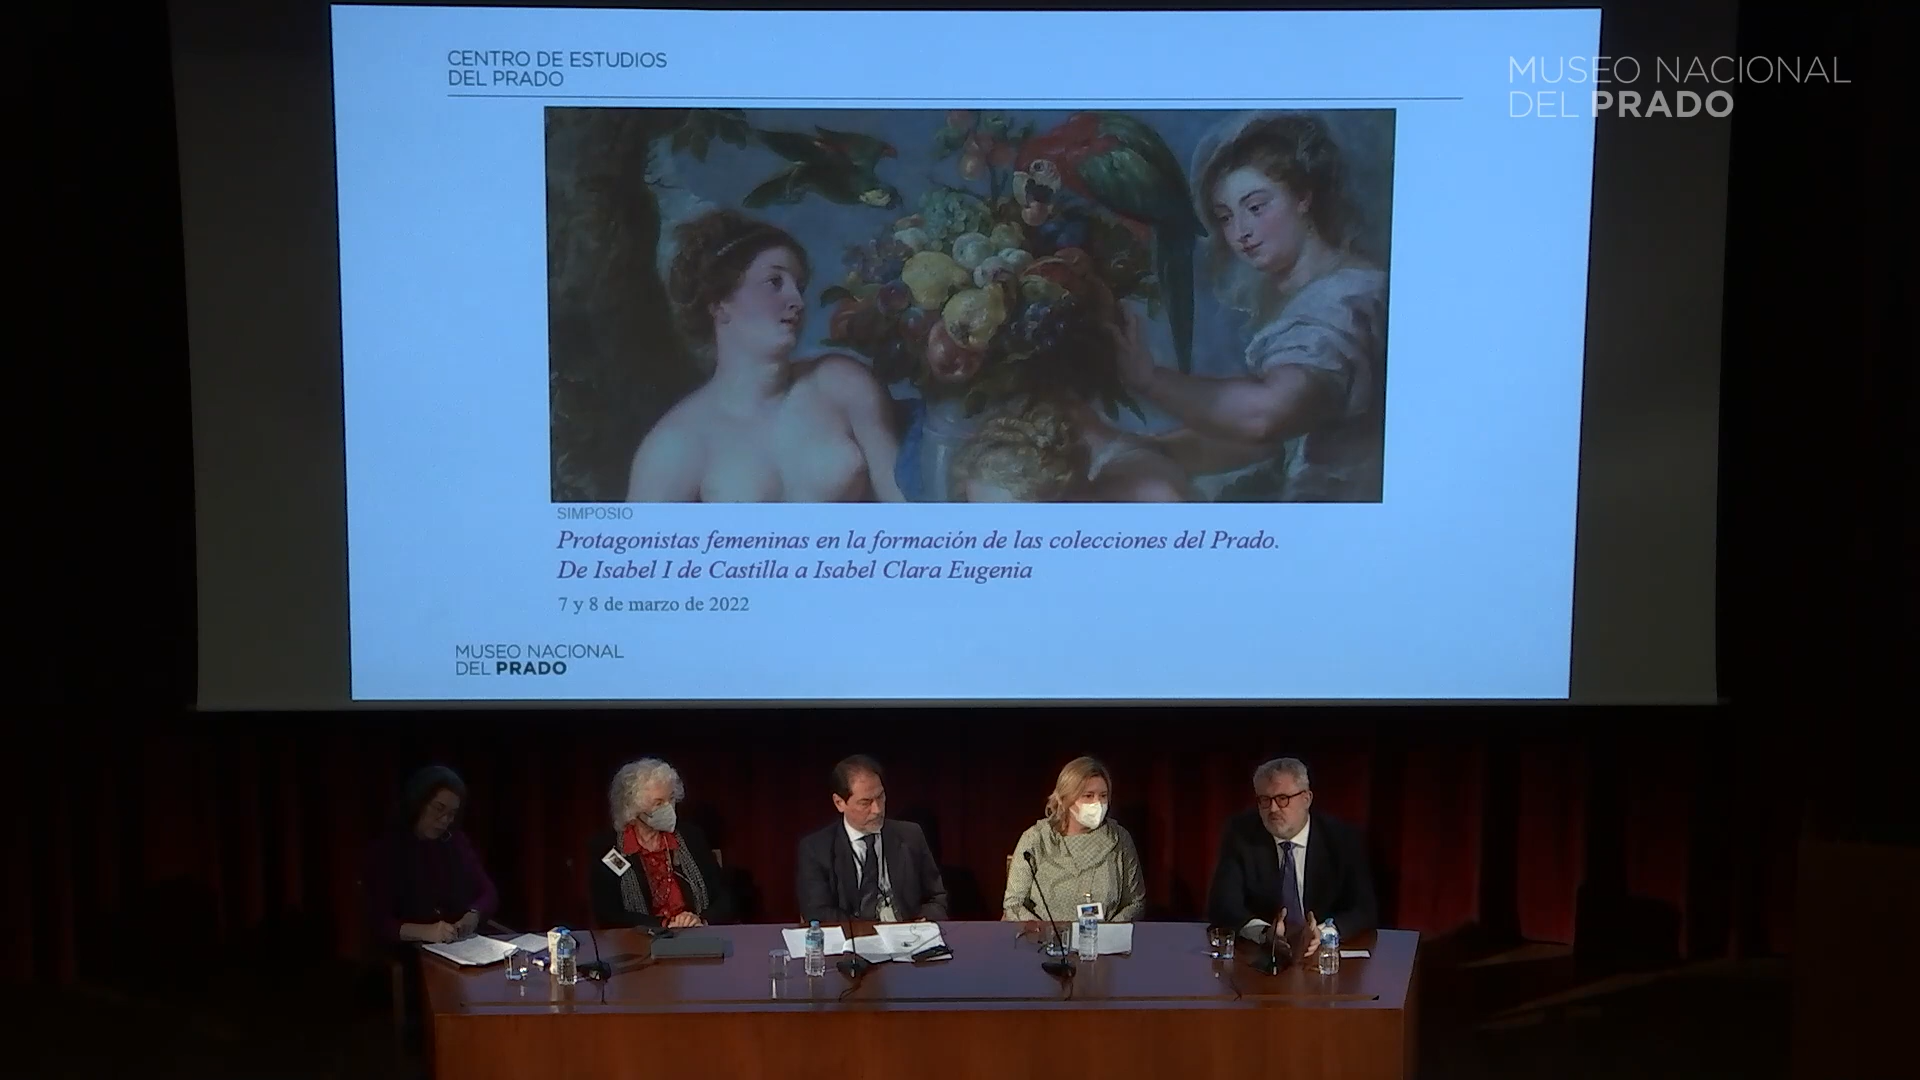 CENTRO DE ESTUDIOS
DEL PRADO
MUSEO NACIONAL
DEL PRADO
SIMPOSIO
Protagonistas femeninas en la formación de las colecciones del Prado.
De Isabel I de Castilla a Isabel Clara Eugenia
7 y 8 de marzo de 2022
MUSEO NACIONAL
DEL PRADO